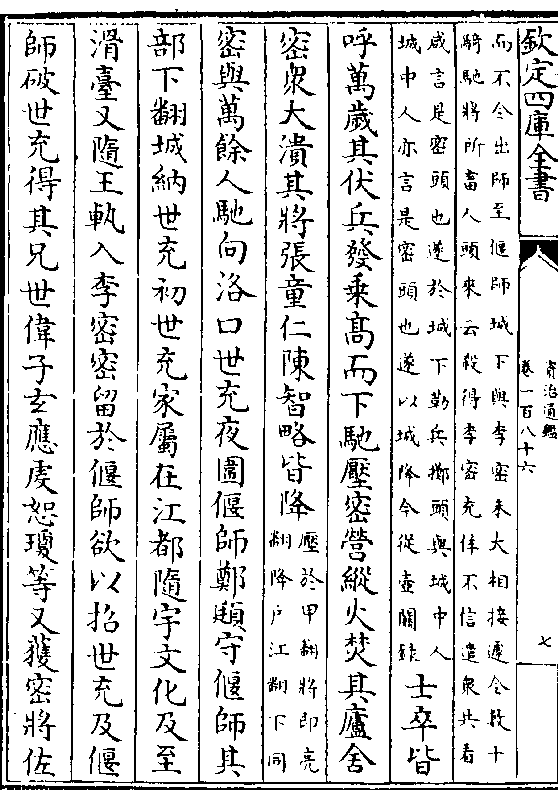 欽定四庫全書
資治通鑑
卷一百八十六
七
而不令出師至偃師城下與李密未大相接遽令數十
騎馳將所畜人頭來云殺得李密充佯不信遣衆共看
咸言是密頭也遂於城下勒兵擲頭與城中人
城中人亦言是密頭也遂以城降今從壺關錄
士卒皆
呼萬歲其伏兵發乗髙而下馳壓密營縱火焚其廬舍
密衆大潰其將張童仁陳智略皆降
壓於甲翻將即亮
翻降户江翻下同
密與萬餘人馳向洛口世充夜圍偃師鄭頲守偃師其
部下翻城納世充初世充家屬在江都隨宇文化及至
滑臺又隨王軌入李密密留於偃師欲以招世充及偃
師破世充得其兄世偉子玄應虔恕瓊等又獲密將佐